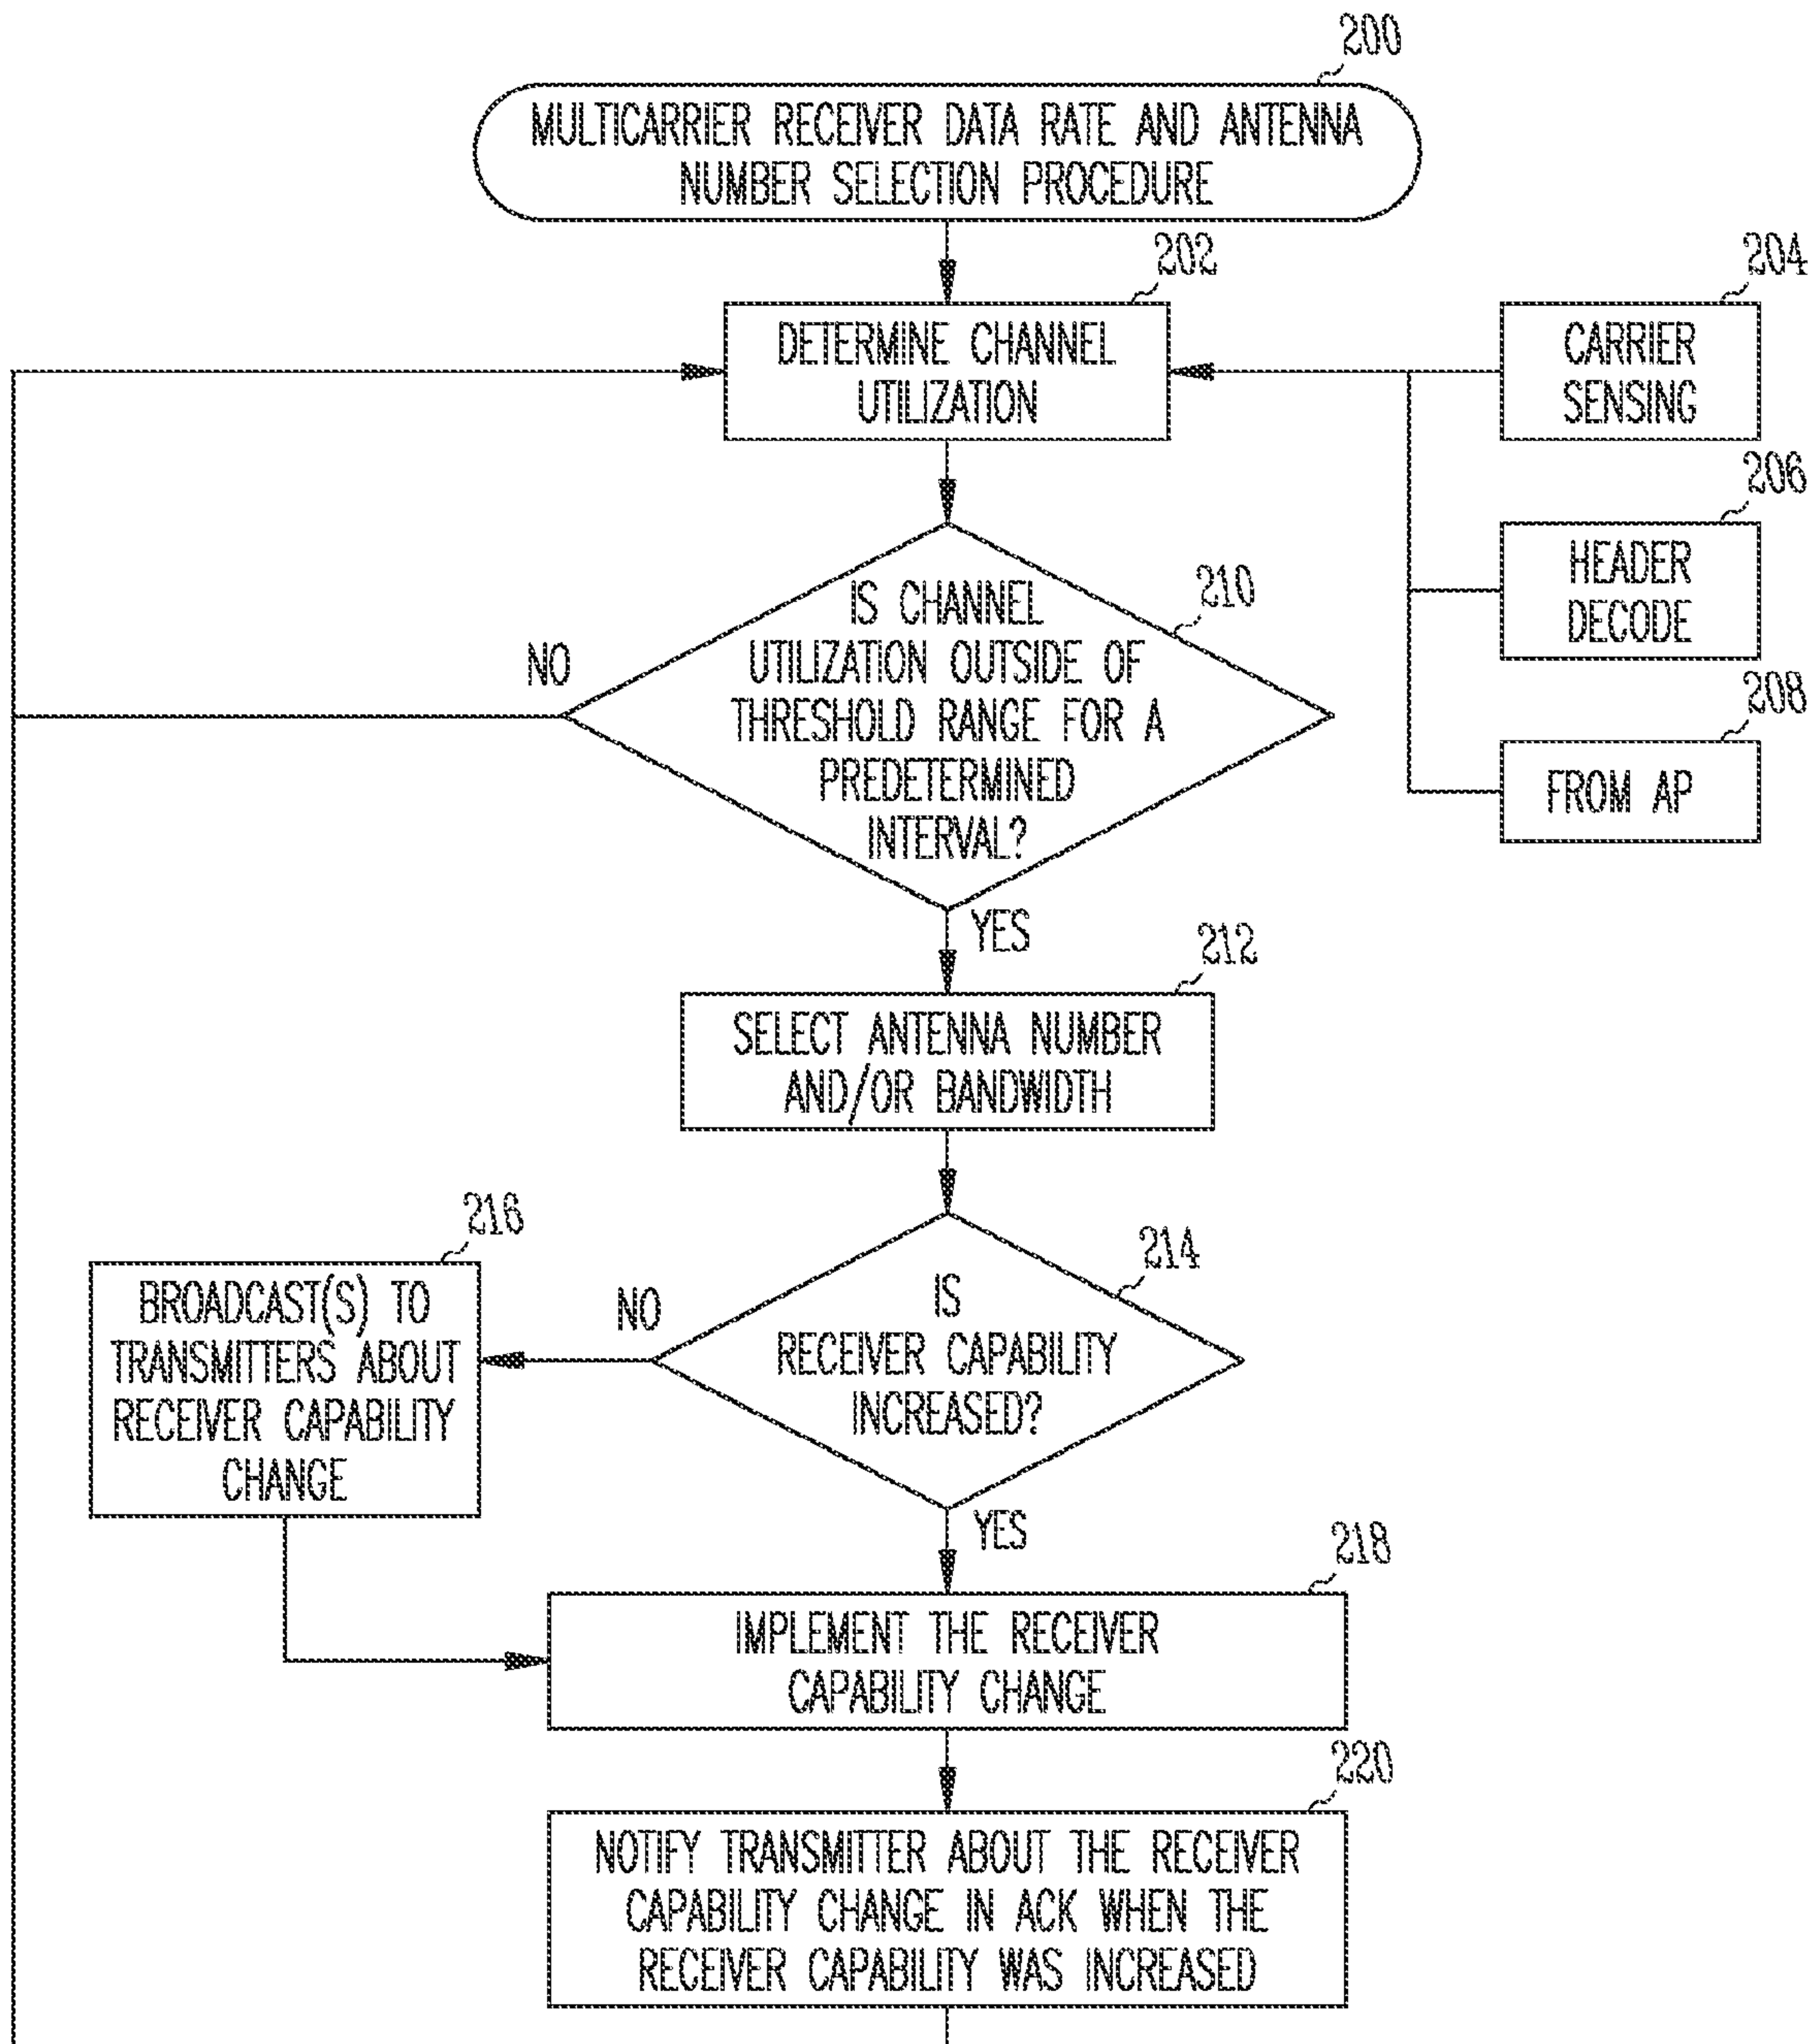 200
MULTICARRIER RECEIVER DATA RATE AND ANTENNA
NUMBER SELECTION PROCEDURE
202
DETERMINE CHANNEL
UTILIZATION
204
CARRIER
SENSING
206
HEADER
DECODE
208
FROM AP
210
IS CHANNEL
UTILIZATION OUTSIDE OF
THRESHOLD RANGE FOR A
PREDETERMINED
INTERVAL?
NO
YES
212
SELECT ANTENNA NUMBER
AND/OR BANDWIDTH
214
IS
RECEIVER CAPABILITY
INCREASED?
NO
216
BROADCAST(S) TO
TRANSMITTERS ABOUT
RECEIVER CAPABILITY
CHANGE
YES
218
IMPLEMENT THE RECEIVER
CAPABILITY CHANGE
220
NOTIFY TRANSMITTER ABOUT THE RECEIVER
CAPABILITY CHANGE IN ACK WHEN THE
RECEIVER CAPABILITY WAS INCREASED